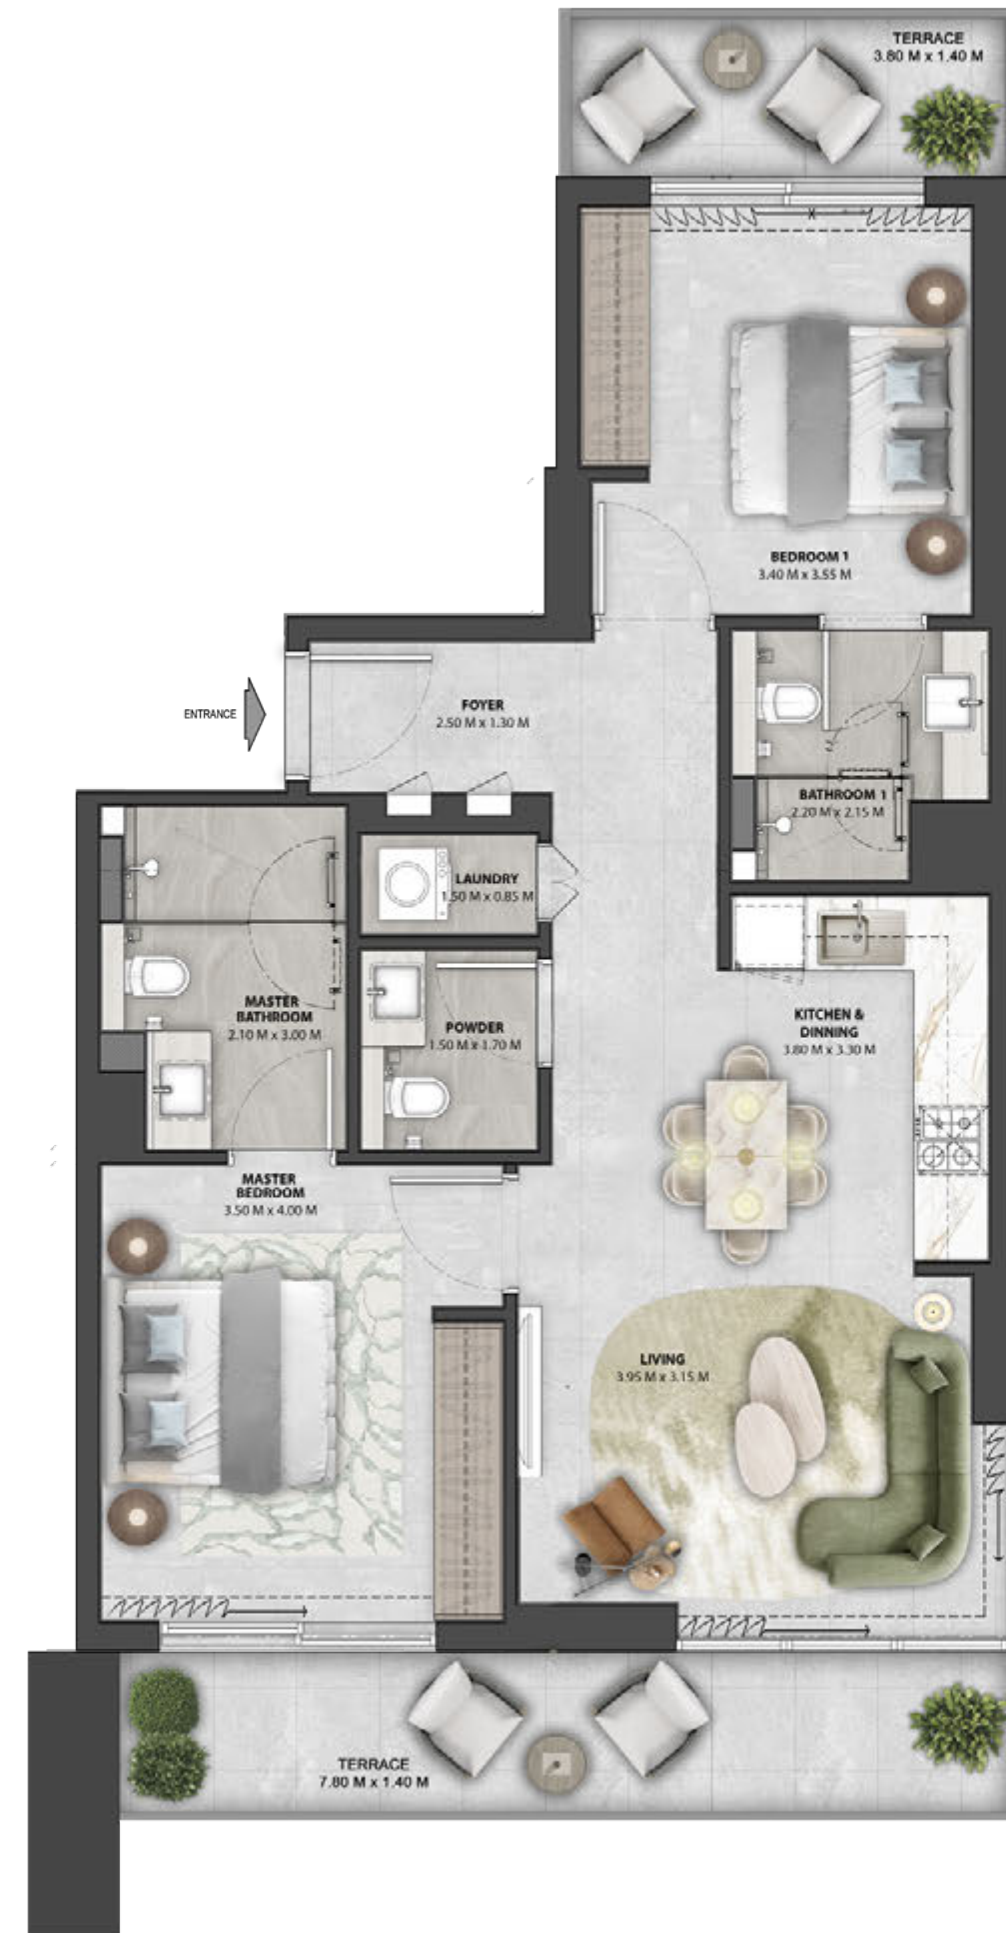 TERRACE
3.80 M x 1.40 M
BEDROOM 1
3.40 M x 3.55 M
ENTRANCE
FOYER
2.50 M x 1.30 M
BATHROOM 1
2.20 M x 2.15 M
LAUNDRY
1.50 M x 0.85 M
MASTER
BATHROOM
2.10 M x 3.00 M
POWDER
1.50 M x 1.70 M
KITCHEN &
DINNING
3.80 M x 3.30 M
MASTER
BEDROOM
3.50 M x 4.00 M
LIVING
3.95 M x 3.15 M
TERRACE
7.80 M x 1.40 M